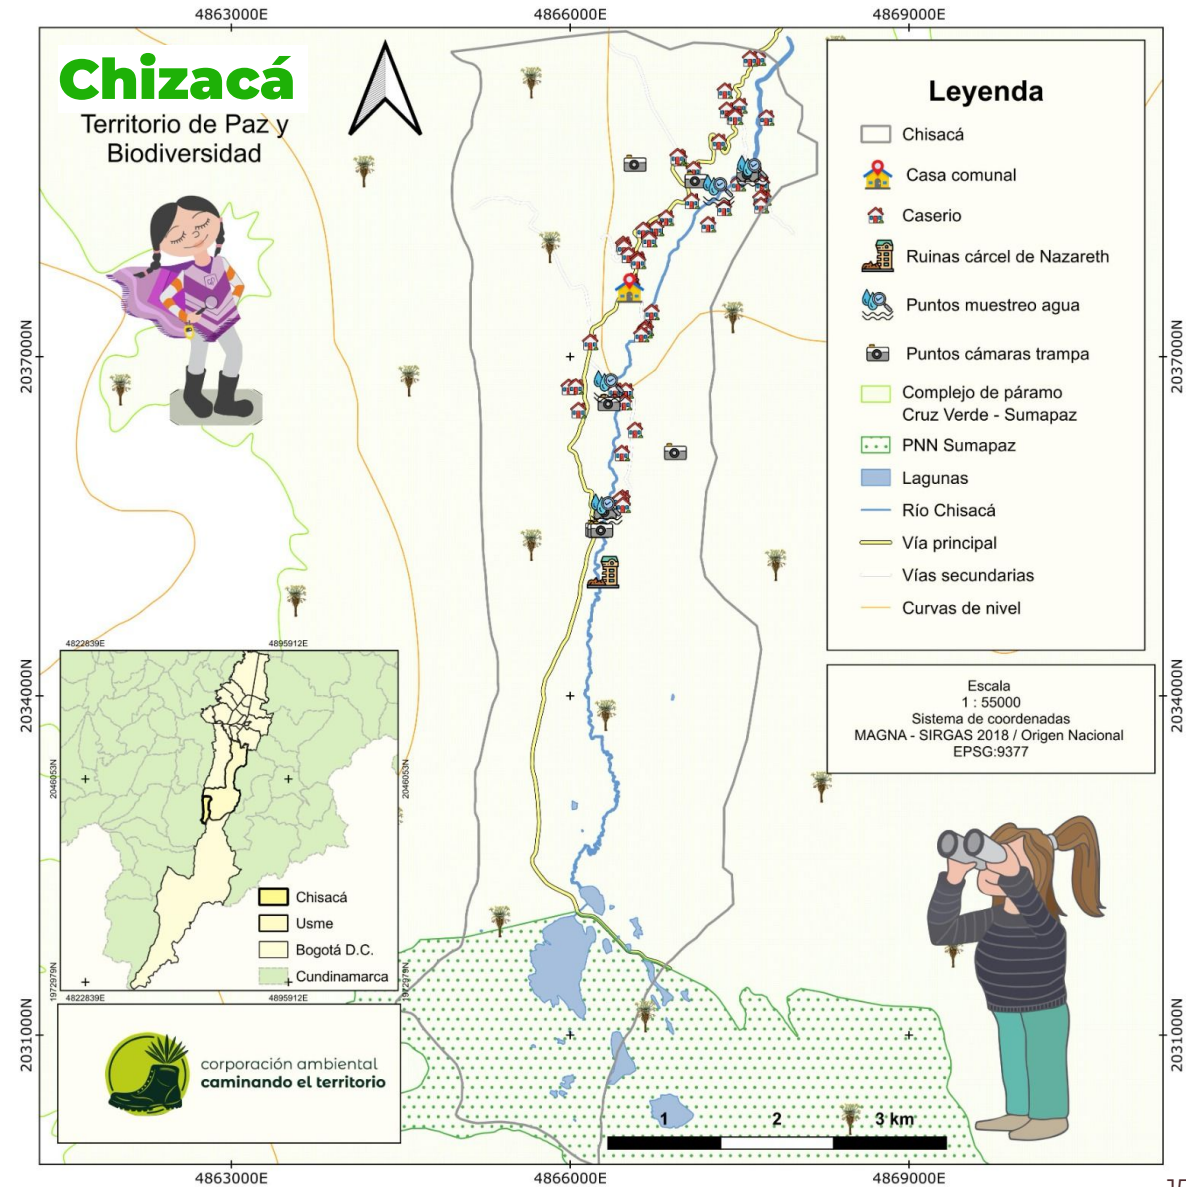 4863000E
4866000E
4869000E
Chizacá
Territorio de Paz y
Biodiversidad
Leyenda
Chisacá
Casa comunal
Caserio
Ruinas cárcel de Nazareth
Puntos muestreo agua
Puntos cámaras trampa
Complejo de páramo
Cruz Verde - Sumapaz
PNN Sumapaz
Lagunas
Río Chisacá
Vía principal
Vías secundarias
Curvas de nivel
2037000N
2037000N
2034000N
2034000N
Escala
1 : 55000
Sistema de coordenadas
MAGNA - SIRGAS 2018 / Origen Nacional
EPSG:9377
4822839E
4895912E
2046053N
2046053N
Chisacá
Usme
Bogotá D.C.
Cundinamarca
1972979N
1972979N
4822839E
4895912E
2031000N
2031000N
corporación ambiental
caminando el territorio
1 2 3 km
4863000E
4866000E
4869000E